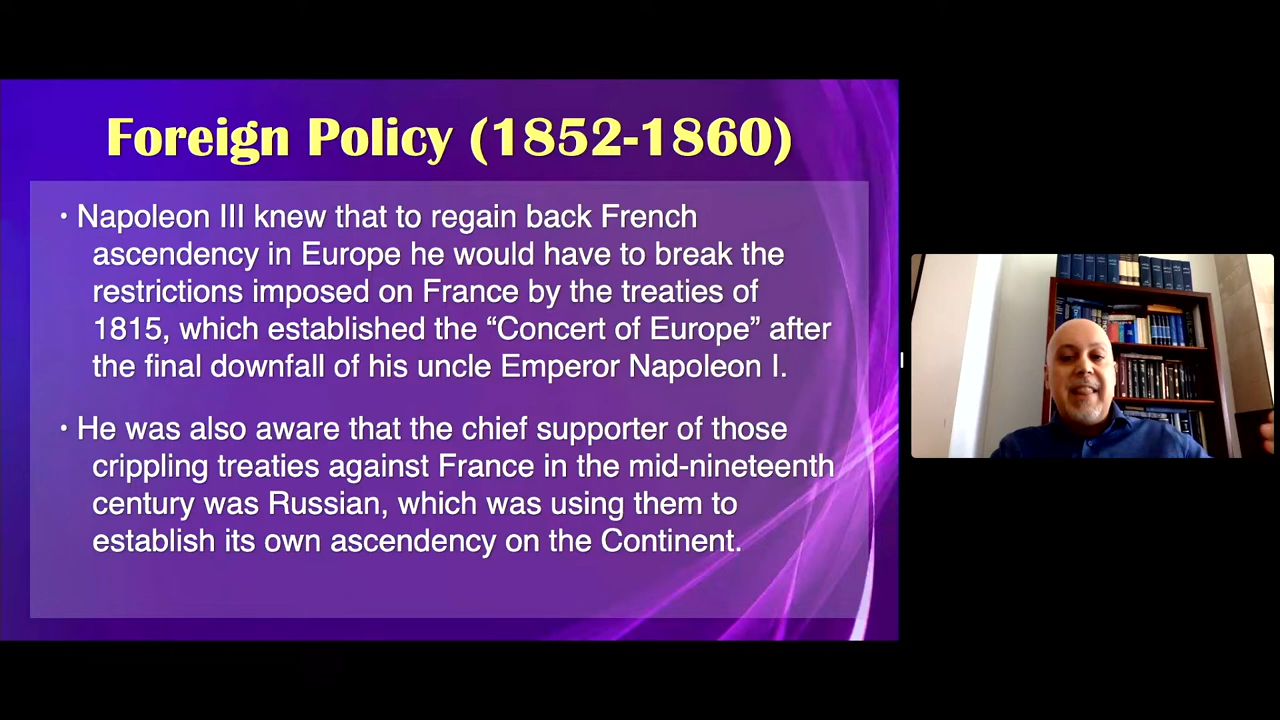 Foreign Policy (1852-1860)
• Napoleon III knew that to regain back French
ascendency in Europe he would have to break the
restrictions imposed on France by the treaties of
1815, which established the “Concert of Europe” after
the final downfall of his uncle Emperor Napoleon I.
• He was also aware that the chief supporter of those
crippling treaties against France in the mid-nineteenth
century was Russian, which was using them to
establish its own ascendency on the Continent.